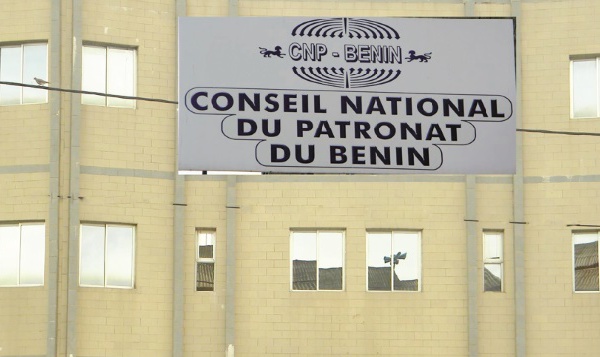 CNP - BENIN
CONSEIL NATIONAL
DU PATRONAT
DU BENIN